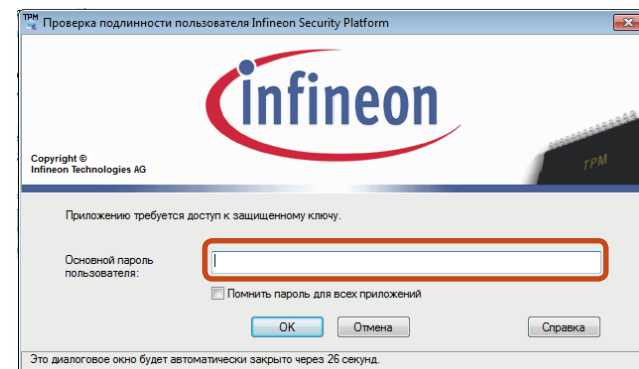 TPM Проверка подлинности пользователя Infineon Security Platform
infineon
Copyright ©
Infineon Technologies AG
TPM
Приложению требуется доступ к защищенному ключу.
Основной пароль
пользователя:
Помнить пароль для всех приложений
OK Отмена Справка
Это диалоговое окно будет автоматически закрыто через 26 секунд.